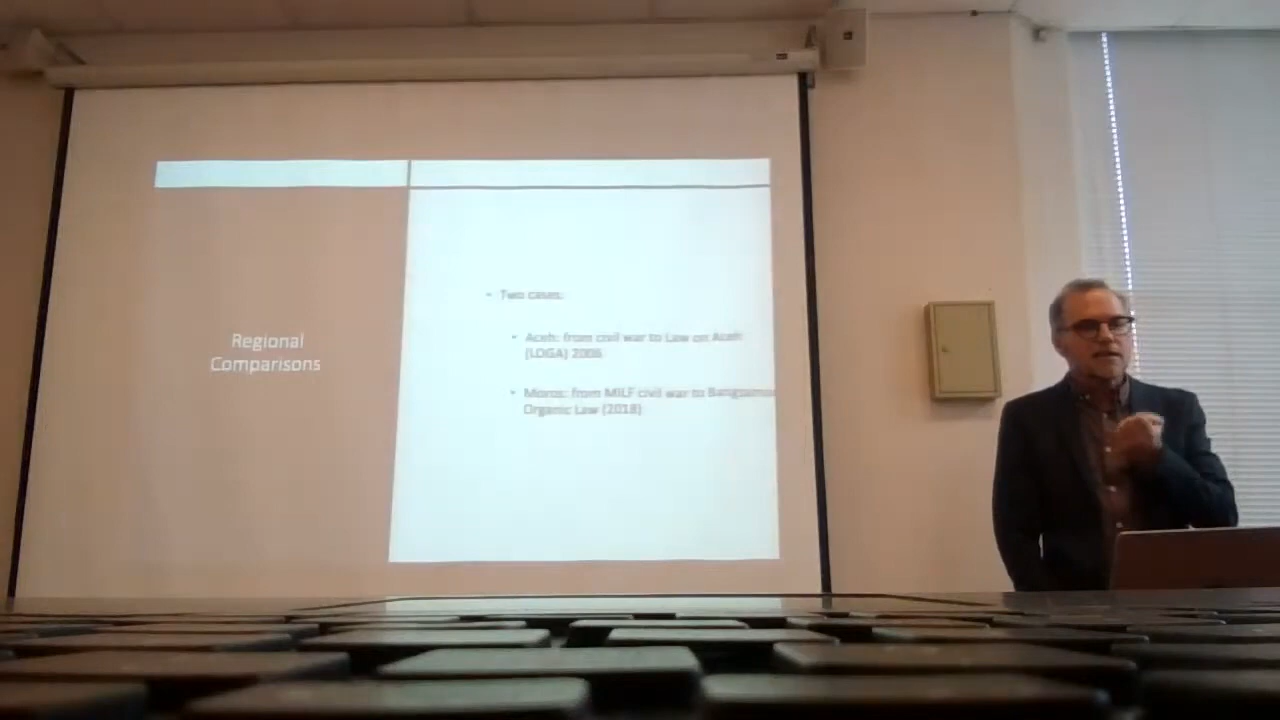 Regional
Comparisons
• Two cases:
• Aceh: from civil war to Law on Aceh
(LOGA) 2006
• Moros: from MILF civil war to Bangsamoro
Organic Law (2018)